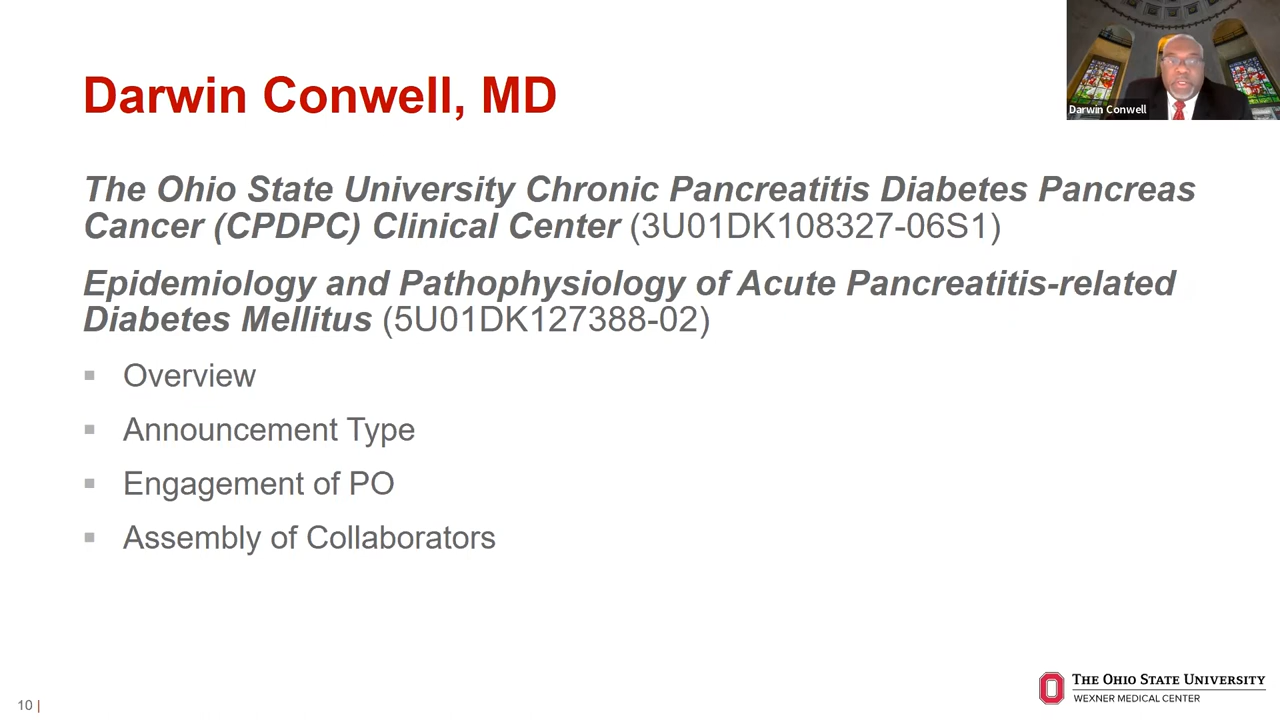 Darwin Conwell, MD
Darwin Conwell
The Ohio State University Chronic Pancreatitis Diabetes Pancreas
Cancer (CPDPC) Clinical Center (3U01DK108327-06S1)
Epidemiology and Pathophysiology of Acute Pancreatitis-related
Diabetes Mellitus (5U01DK127388-02)
▪ Overview
▪ Announcement Type
▪ Engagement of PO
▪ Assembly of Collaborators
10 |
THE OHIO STATE UNIVERSITY
WEXNER MEDICAL CENTER